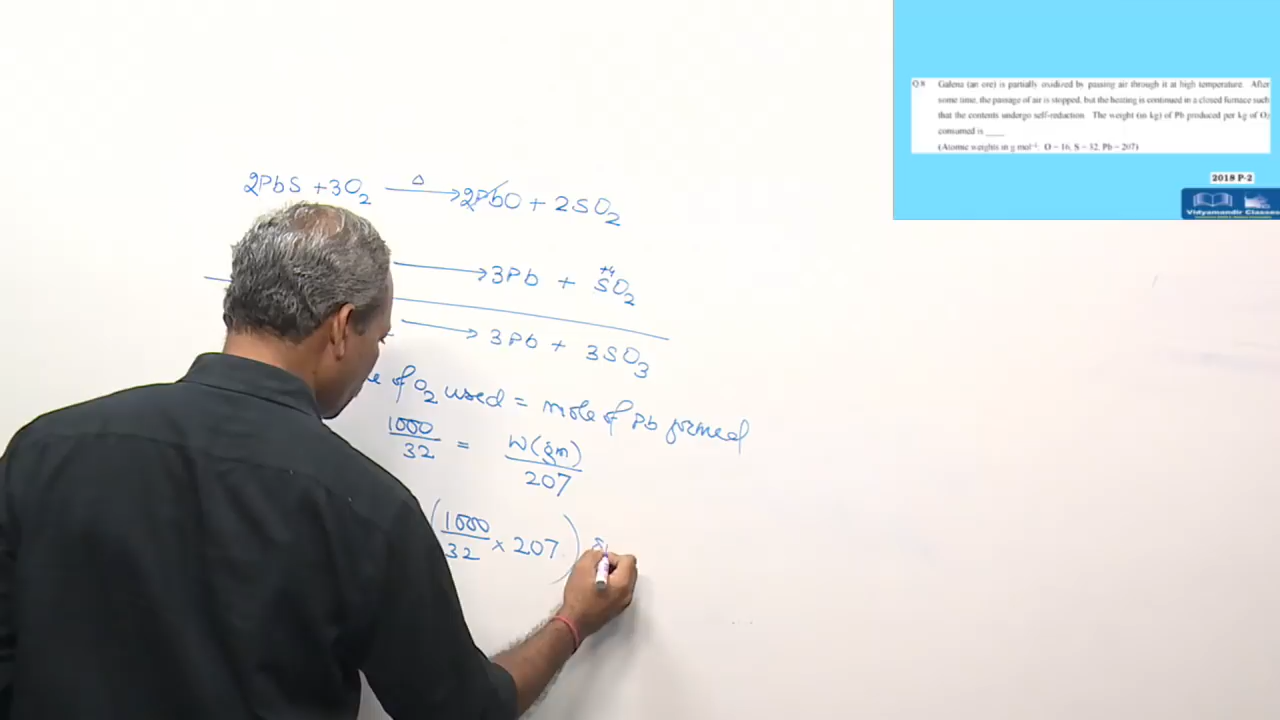 Q.8 Galena (an ore) is partially oxidized by passing air through it at high temperature. After
some time, the passage of air is stopped, but the heating is continued in a closed furnace such
that the contents undergo self-reduction. The weight (in kg) of Pb produced per kg of O₂
consumed is ____
(Atomic weights in g mol⁻¹: O = 16, S = 32, Pb = 207)
2018 P-2
Vidyamandir Classes
2PbS + 3O₂ —Δ→ 2PbO + 2SO₂
→ 3Pb + S⁺⁴O₂
→ 3Pb + 3SO₃
of O₂ used = mole of Pb formed
1000/32 = W(gm)/207
(1000/32 × 207)